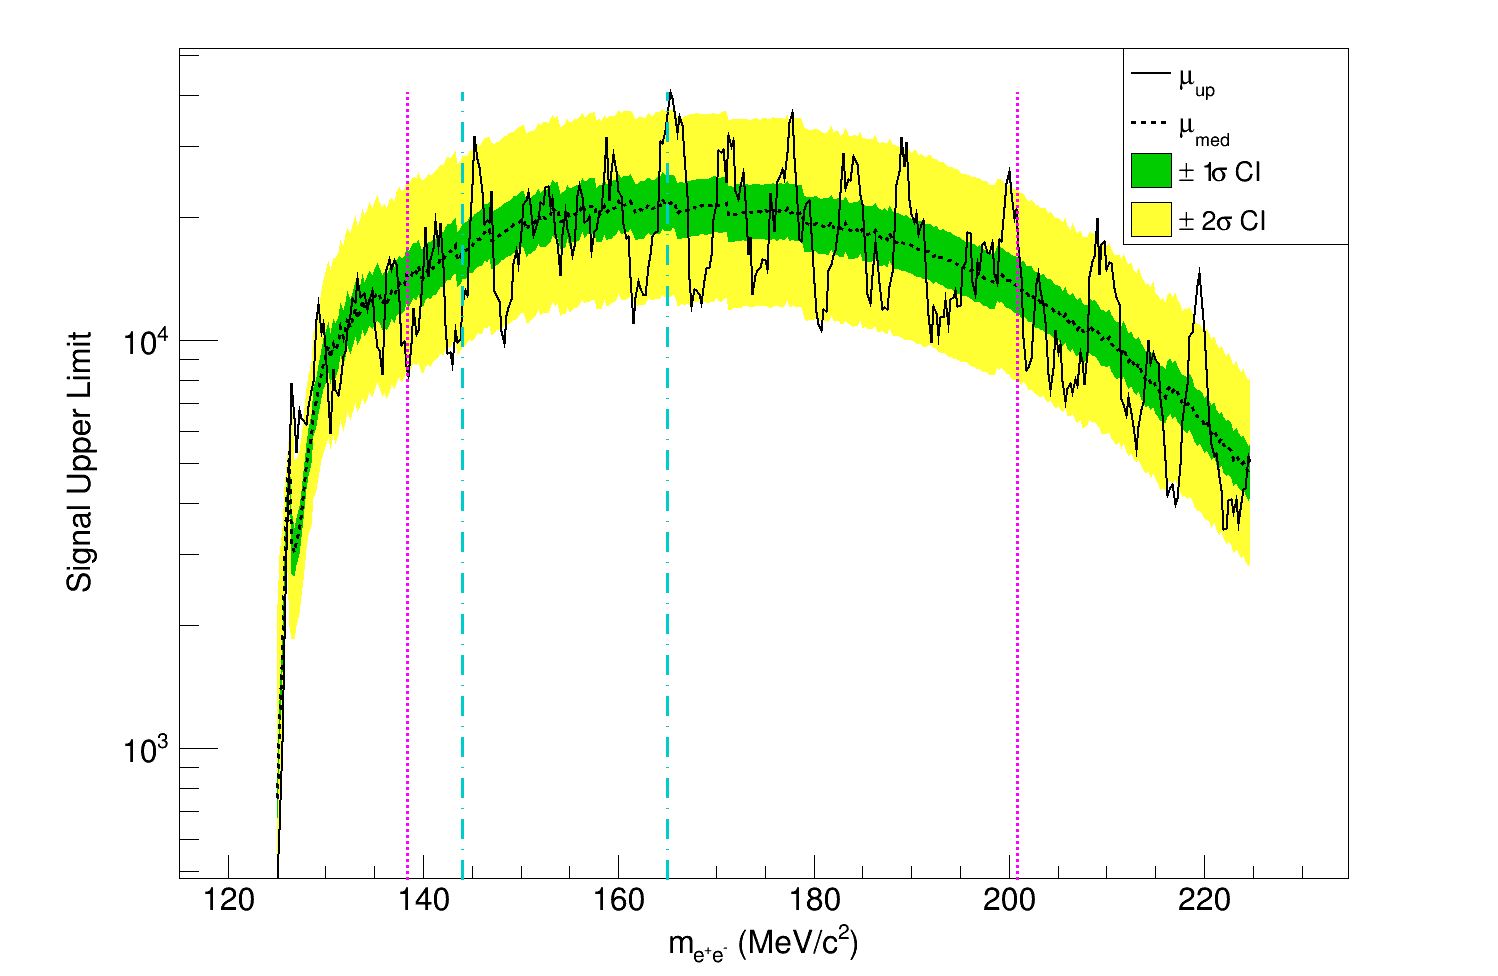 μup
μmed
± 1σ CI
± 2σ CI
Signal Upper Limit
10⁴
10³
120 140 160 180 200 220
mₑ⁺ₑ⁻ (MeV/c²)